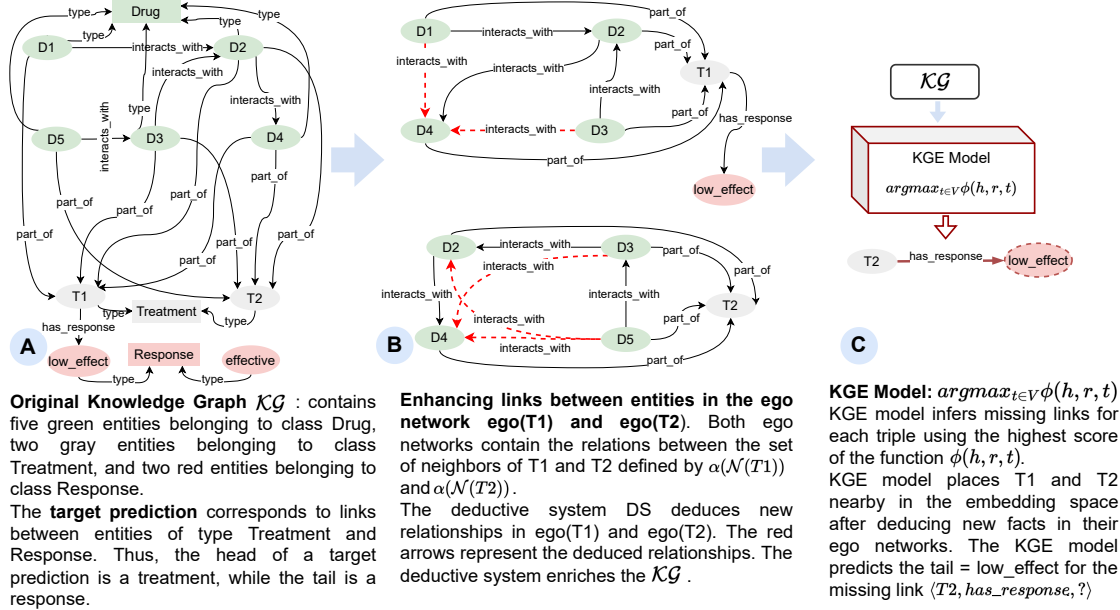 Drug
type
type
type
type
type
D1
interacts_with
D2
interacts_with
interacts_with
interacts_with
D5
D3
D4
part_of
part_of
part_of
part_of
part_of
part_of
T1
T2
type
Treatment
type
has_response
A
low_effect
Response
effective
type
type
D1
interacts_with
D2
part_of
part_of
T1
interacts_with
interacts_with
interacts_with
D4
interacts_with
D3
part_of
part_of
has_response
low_effect
D2
interacts_with
D3
part_of
part_of
interacts_with
interacts_with
T2
interacts_with
part_of
D4
D5
interacts_with
part_of
B
KG
KGE Model
argmax_{t∈V}ϕ(h, r, t)
T2
has_response
low_effect
C
Original Knowledge Graph KG : contains
five green entities belonging to class Drug,
two gray entities belonging to class
Treatment, and two red entities belonging to
class Response.
The target prediction corresponds to links
between entities of type Treatment and
Response. Thus, the head of a target
prediction is a treatment, while the tail is a
response.
Enhancing links between entities in the ego
network ego(T1) and ego(T2). Both ego
networks contain the relations between the set
of neighbors of T1 and T2 defined by α(N(T1))
and α(N(T2)) .
The deductive system DS deduces new
relationships in ego(T1) and ego(T2). The red
arrows represent the deduced relationships. The
deductive system enriches the KG .
KGE Model: argmax_{t∈V}ϕ(h, r, t)
KGE model infers missing links for
each triple using the highest score
of the function ϕ(h, r, t).
KGE model places T1 and T2
nearby in the embedding space
after deducing new facts in their
ego networks. The KGE model
predicts the tail = low_effect for the
missing link ⟨T2, has_response, ?⟩